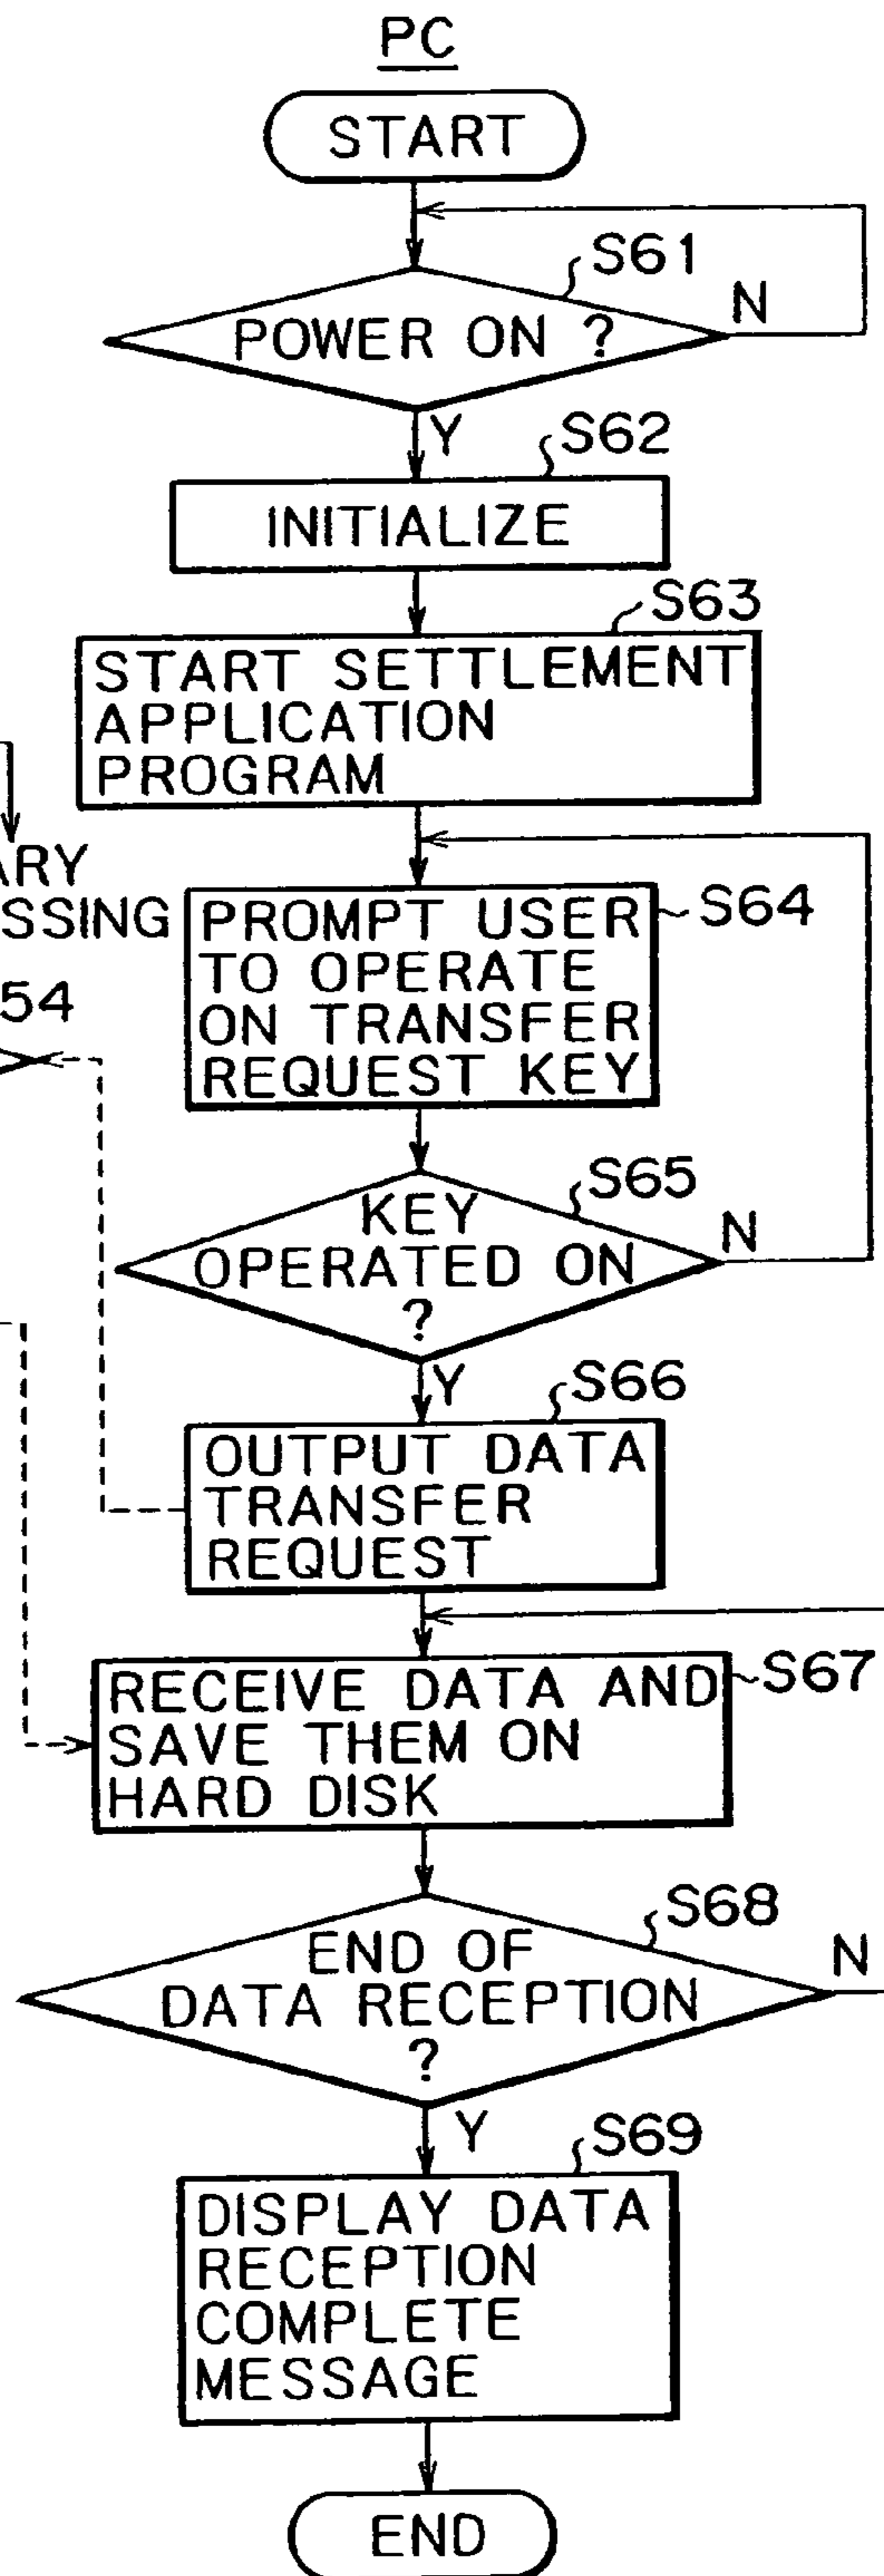 PC
START
S61
POWER ON ?
N
Y
S62
INITIALIZE
S63
START SETTLEMENT
APPLICATION
PROGRAM
ARY
SSING
54
S64
PROMPT USER
TO OPERATE
ON TRANSFER
REQUEST KEY
S65
KEY
OPERATED ON
?
N
Y
S66
OUTPUT DATA
TRANSFER
REQUEST
S67
RECEIVE DATA AND
SAVE THEM ON
HARD DISK
S68
END OF
DATA RECEPTION
?
N
Y
S69
DISPLAY DATA
RECEPTION
COMPLETE
MESSAGE
END